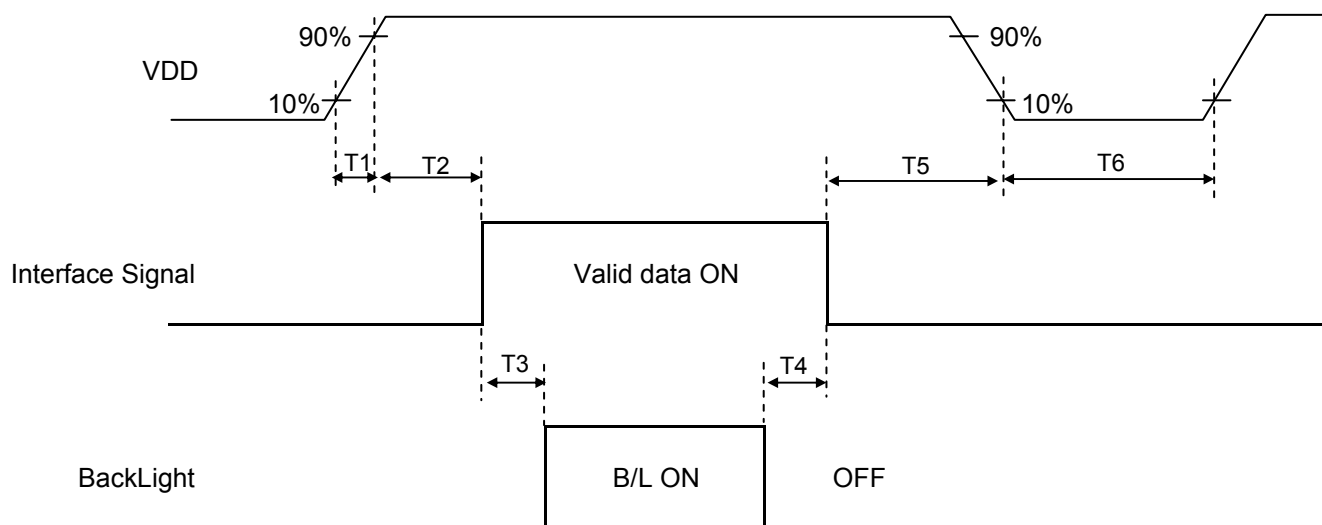 90%
90%
VDD
10%
10%
T1
T2
T5
T6
Interface Signal
Valid data ON
T3
T4
BackLight
B/L ON
OFF